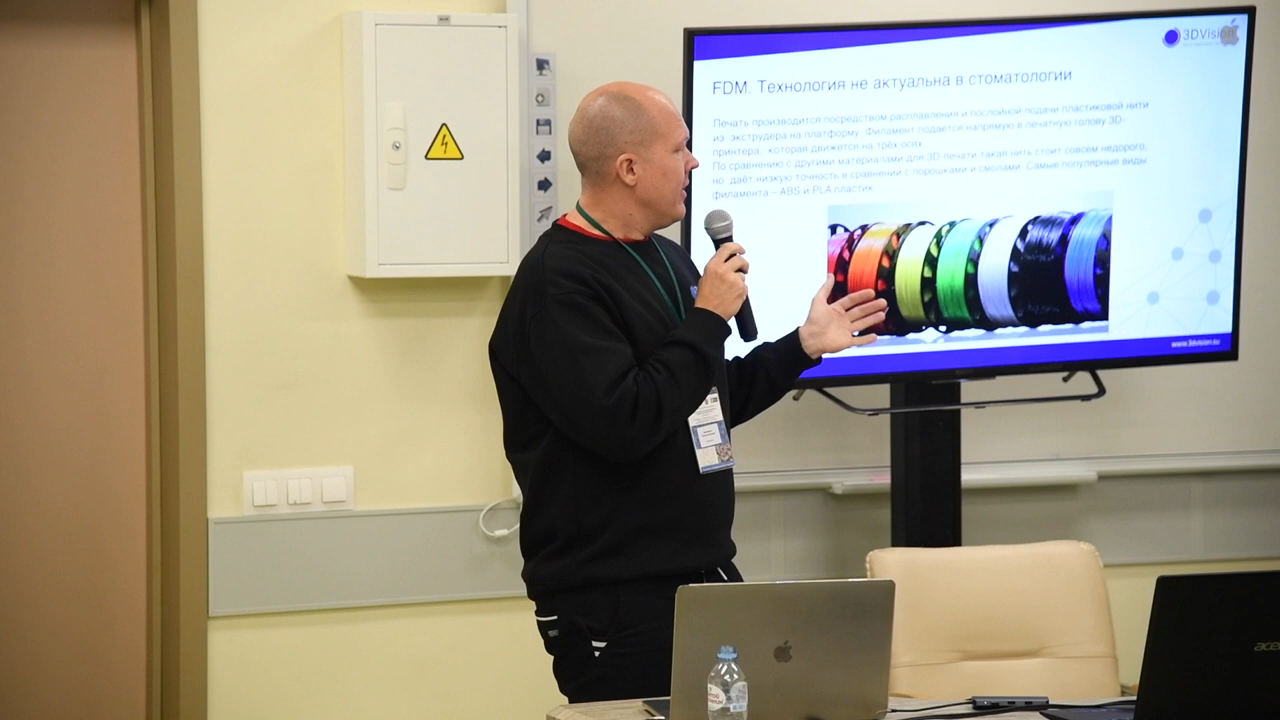 3DVision
FDM. Технология не актуальна в стоматологии
Печать производится посредством расплавления и послойной подачи пластиковой нити
из экструдера на платформу. Филамент подается напрямую в печатную голову 3D-
принтера, которая движется на трёх осях.
По сравнению с другими материалами для 3D-печати такая нить стоит совсем недорого,
но даёт низкую точность в сравнении с порошками и смолами. Самые популярные виды
филамента – ABS и PLA пластик.
www.3dvision.su
acer